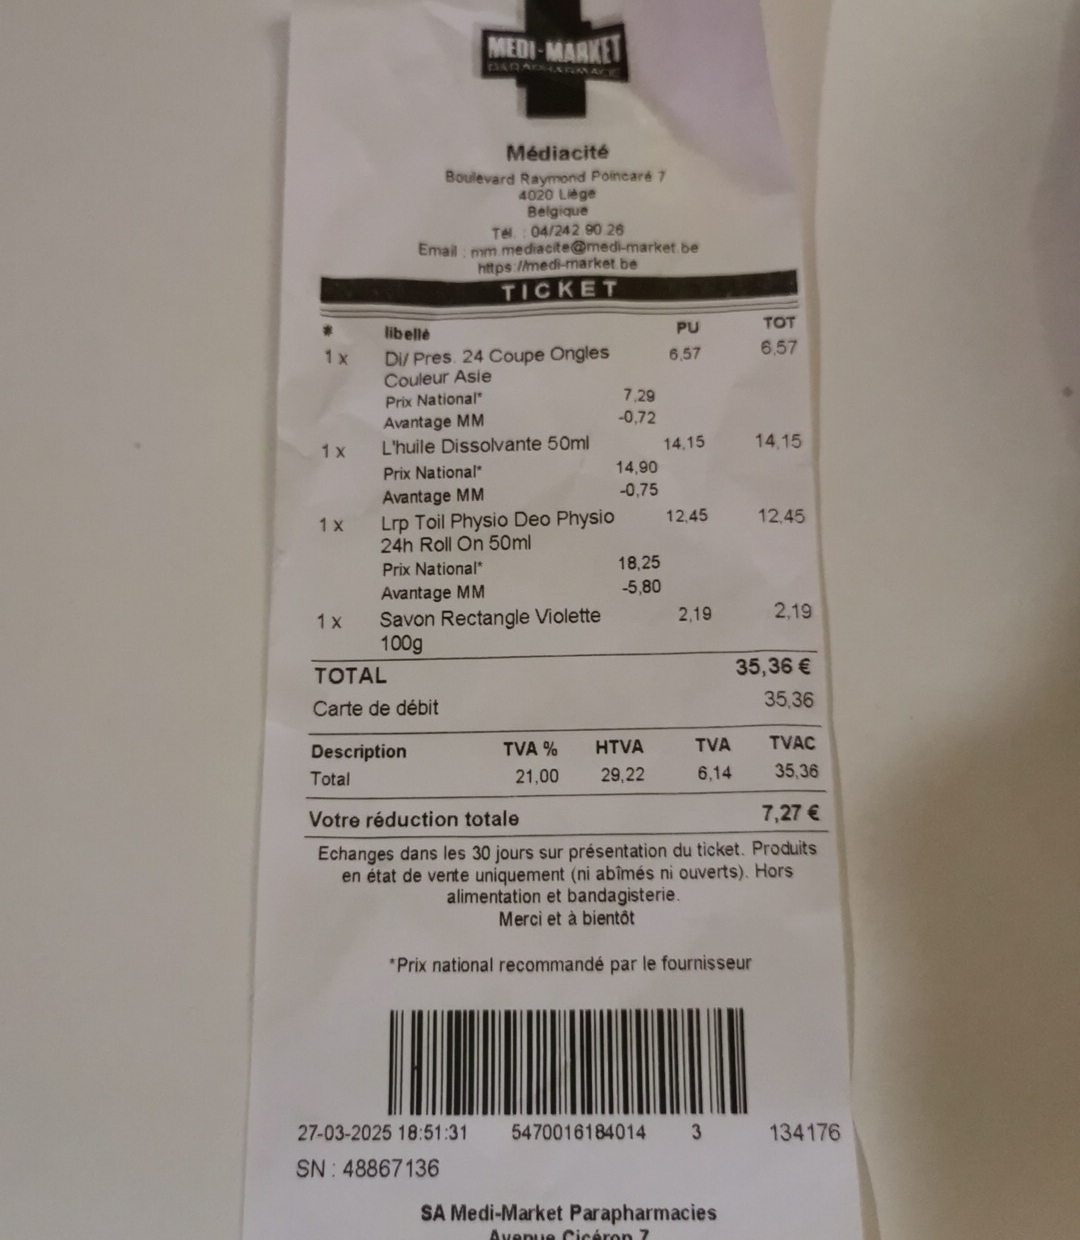 MEDI-MARKET
PARAPHARMACIE
Médiacité
Boulevard Raymond Poincaré 7
4020 Liège
Belgique
Tél. : 04/242.90.26
Email : mm.mediacite@medi-market.be
https://medi-market.be
TICKET
# libellé PU TOT
1 x Di/ Pres. 24 Coupe Ongles 6,57 6,57
Couleur Asie
Prix National* 7,29
Avantage MM -0,72
1 x L'huile Dissolvante 50ml 14,15 14,15
Prix National* 14,90
Avantage MM -0,75
1 x Lrp Toil Physio Deo Physio 12,45 12,45
24h Roll On 50ml
Prix National* 18,25
Avantage MM -5,80
1 x Savon Rectangle Violette 2,19 2,19
100g
TOTAL 35,36 €
Carte de débit 35,36
Description TVA % HTVA TVA TVAC
Total 21,00 29,22 6,14 35,36
Votre réduction totale 7,27 €
Echanges dans les 30 jours sur présentation du ticket. Produits
en état de vente uniquement (ni abîmés ni ouverts). Hors
alimentation et bandagisterie.
Merci et à bientôt
*Prix national recommandé par le fournisseur
27-03-2025 18:51:31 5470016184014 3 134176
SN : 48867136
SA Medi-Market Parapharmacies
Avenue Cicéron 7